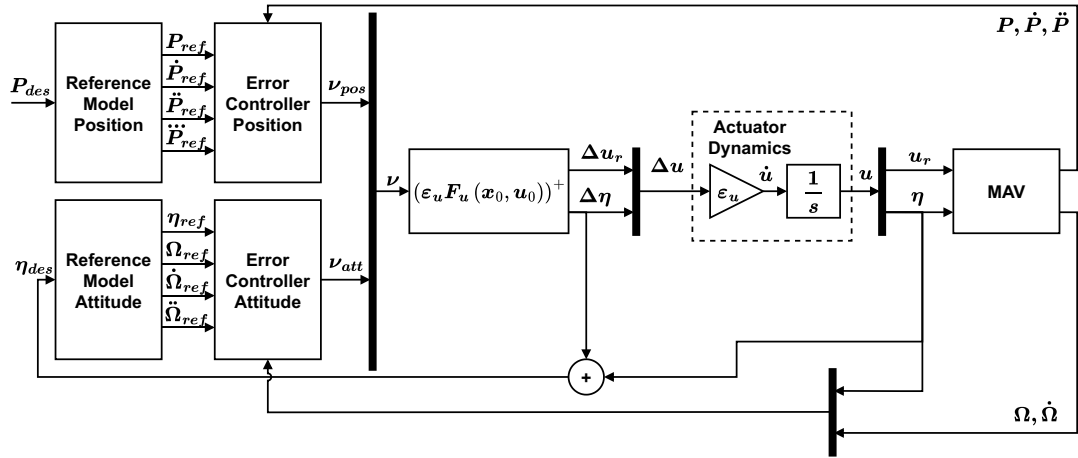 P, Ṗ, P̈
P_des
Reference
Model
Position
P_ref
Ṗ_ref
P̈_ref
P⃛_ref
Error
Controller
Position
ν_pos
ν
(ε_u F_u (x_0, u_0))^+
Δu_r
Δη
Δu
Actuator
Dynamics
ε_u
u̇
1
s
u
u_r
η
MAV
η_des
Reference
Model
Attitude
η_ref
Ω_ref
Ω̇_ref
Ω̈_ref
Error
Controller
Attitude
ν_att
+
Ω, Ω̇